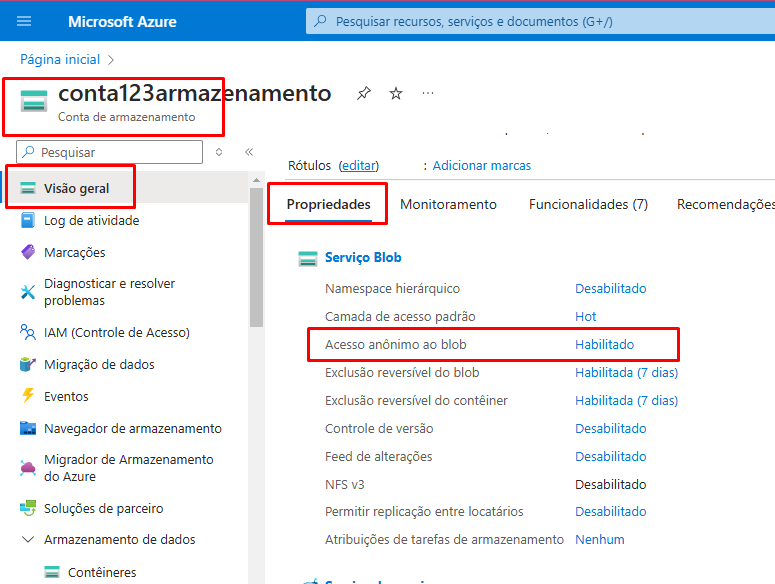 Microsoft Azure
Pesquisar recursos, serviços e documentos (G+/)
Página inicial >
conta123armazenamento
Conta de armazenamento
Pesquisar
Visão geral
Log de atividade
Marcações
Diagnosticar e resolver
problemas
IAM (Controle de Acesso)
Migração de dados
Eventos
Navegador de armazenamento
Migrador de Armazenamento
do Azure
Soluções de parceiro
Armazenamento de dados
Contêineres
Rótulos (editar) : Adicionar marcas
Propriedades Monitoramento Funcionalidades (7) Recomendações
Serviço Blob
Namespace hierárquico Desabilitado
Camada de acesso padrão Hot
Acesso anônimo ao blob Habilitado
Exclusão reversível do blob Habilitada (7 dias)
Exclusão reversível do contêiner Habilitada (7 dias)
Controle de versão Desabilitado
Feed de alterações Desabilitado
NFS v3 Desabilitado
Permitir replicação entre locatários Desabilitado
Atribuições de tarefas de armazenamento Nenhum